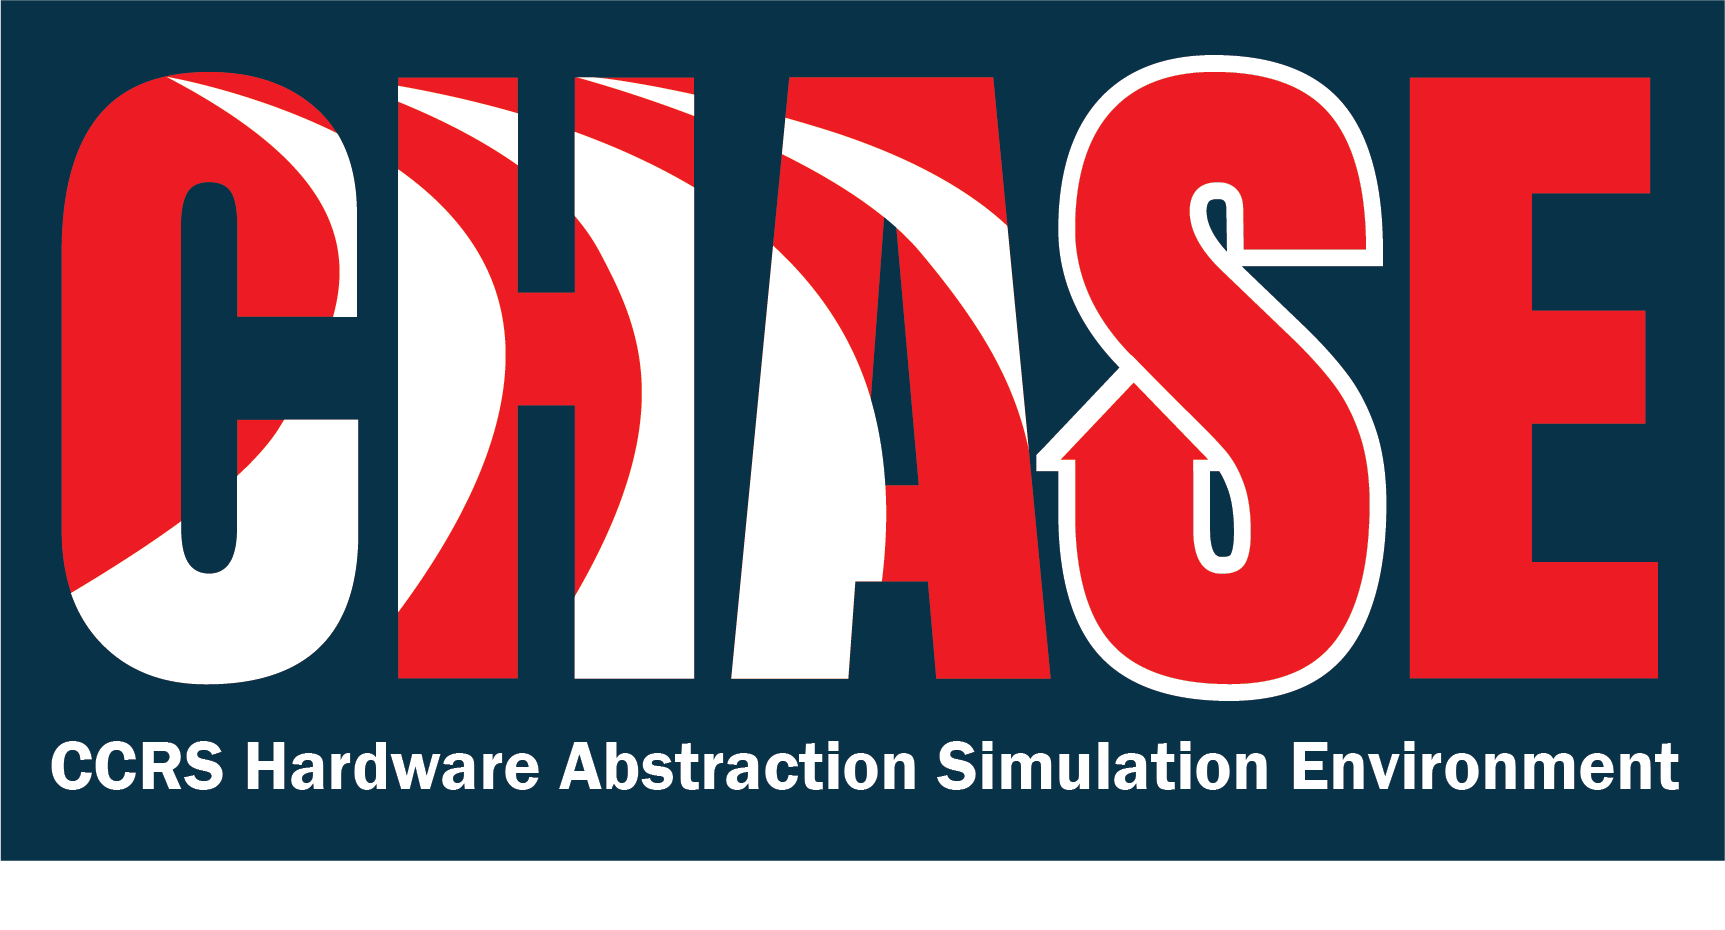 CHASE
CCRS Hardware Abstraction Simulation Environment